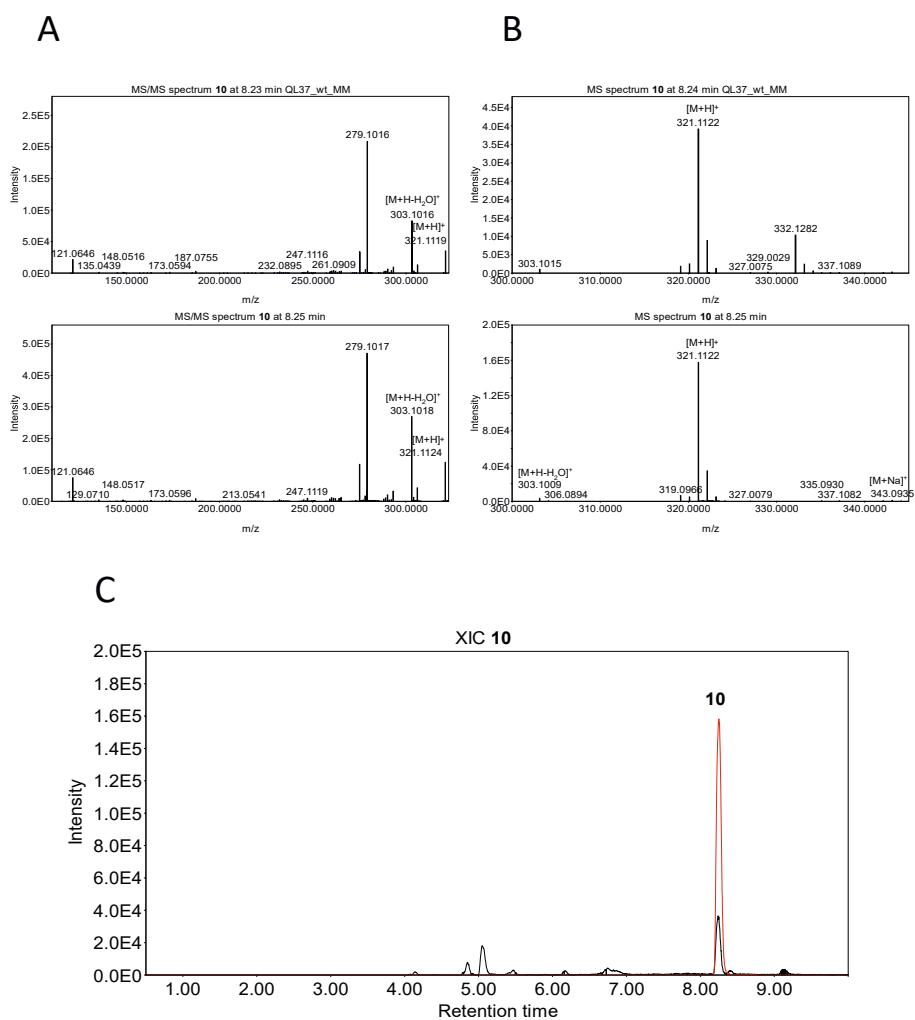 A
B
MS/MS spectrum 10 at 8.23 min QL37_wt_MM
2.5E5
2.0E5
1.5E5
1.0E5
5.0E4
0.0E0
Intensity
279.1016
[M+H-H2O]+
303.1016
[M+H]+
321.1119
121.0646
135.0439
148.0516
173.0594
187.0755
232.0895
247.1116
261.0909
150.0000
200.0000
250.0000
300.0000
m/z
MS spectrum 10 at 8.24 min QL37_wt_MM
4.5E4
4.0E4
3.5E4
3.0E4
2.5E4
2.0E4
1.5E4
1.0E4
5.0E3
0.0E0
Intensity
[M+H]+
321.1122
332.1282
303.1015
329.0029
327.0075
337.1089
300.0000
310.0000
320.0000
330.0000
340.0000
m/z
MS/MS spectrum 10 at 8.25 min
5.0E5
4.0E5
3.0E5
2.0E5
1.0E5
0.0E0
Intensity
279.1017
[M+H-H2O]+
303.1018
[M+H]+
321.1124
121.0646
129.0710
148.0517
173.0596
213.0541
247.1119
150.0000
200.0000
250.0000
300.0000
m/z
MS spectrum 10 at 8.25 min
2.0E5
1.6E5
1.2E5
8.0E4
4.0E4
0.0E0
Intensity
[M+H]+
321.1122
[M+H-H2O]+
303.1009
306.0894
319.0966
327.0079
335.0930
337.1082
[M+Na]+
343.0935
300.0000
310.0000
320.0000
330.0000
340.0000
m/z
C
XIC 10
2.0E5
1.8E5
1.6E5
1.4E5
1.2E5
1.0E5
8.0E4
6.0E4
4.0E4
2.0E4
0.0E0
Intensity
10
1.00
2.00
3.00
4.00
5.00
6.00
7.00
8.00
9.00
Retention time